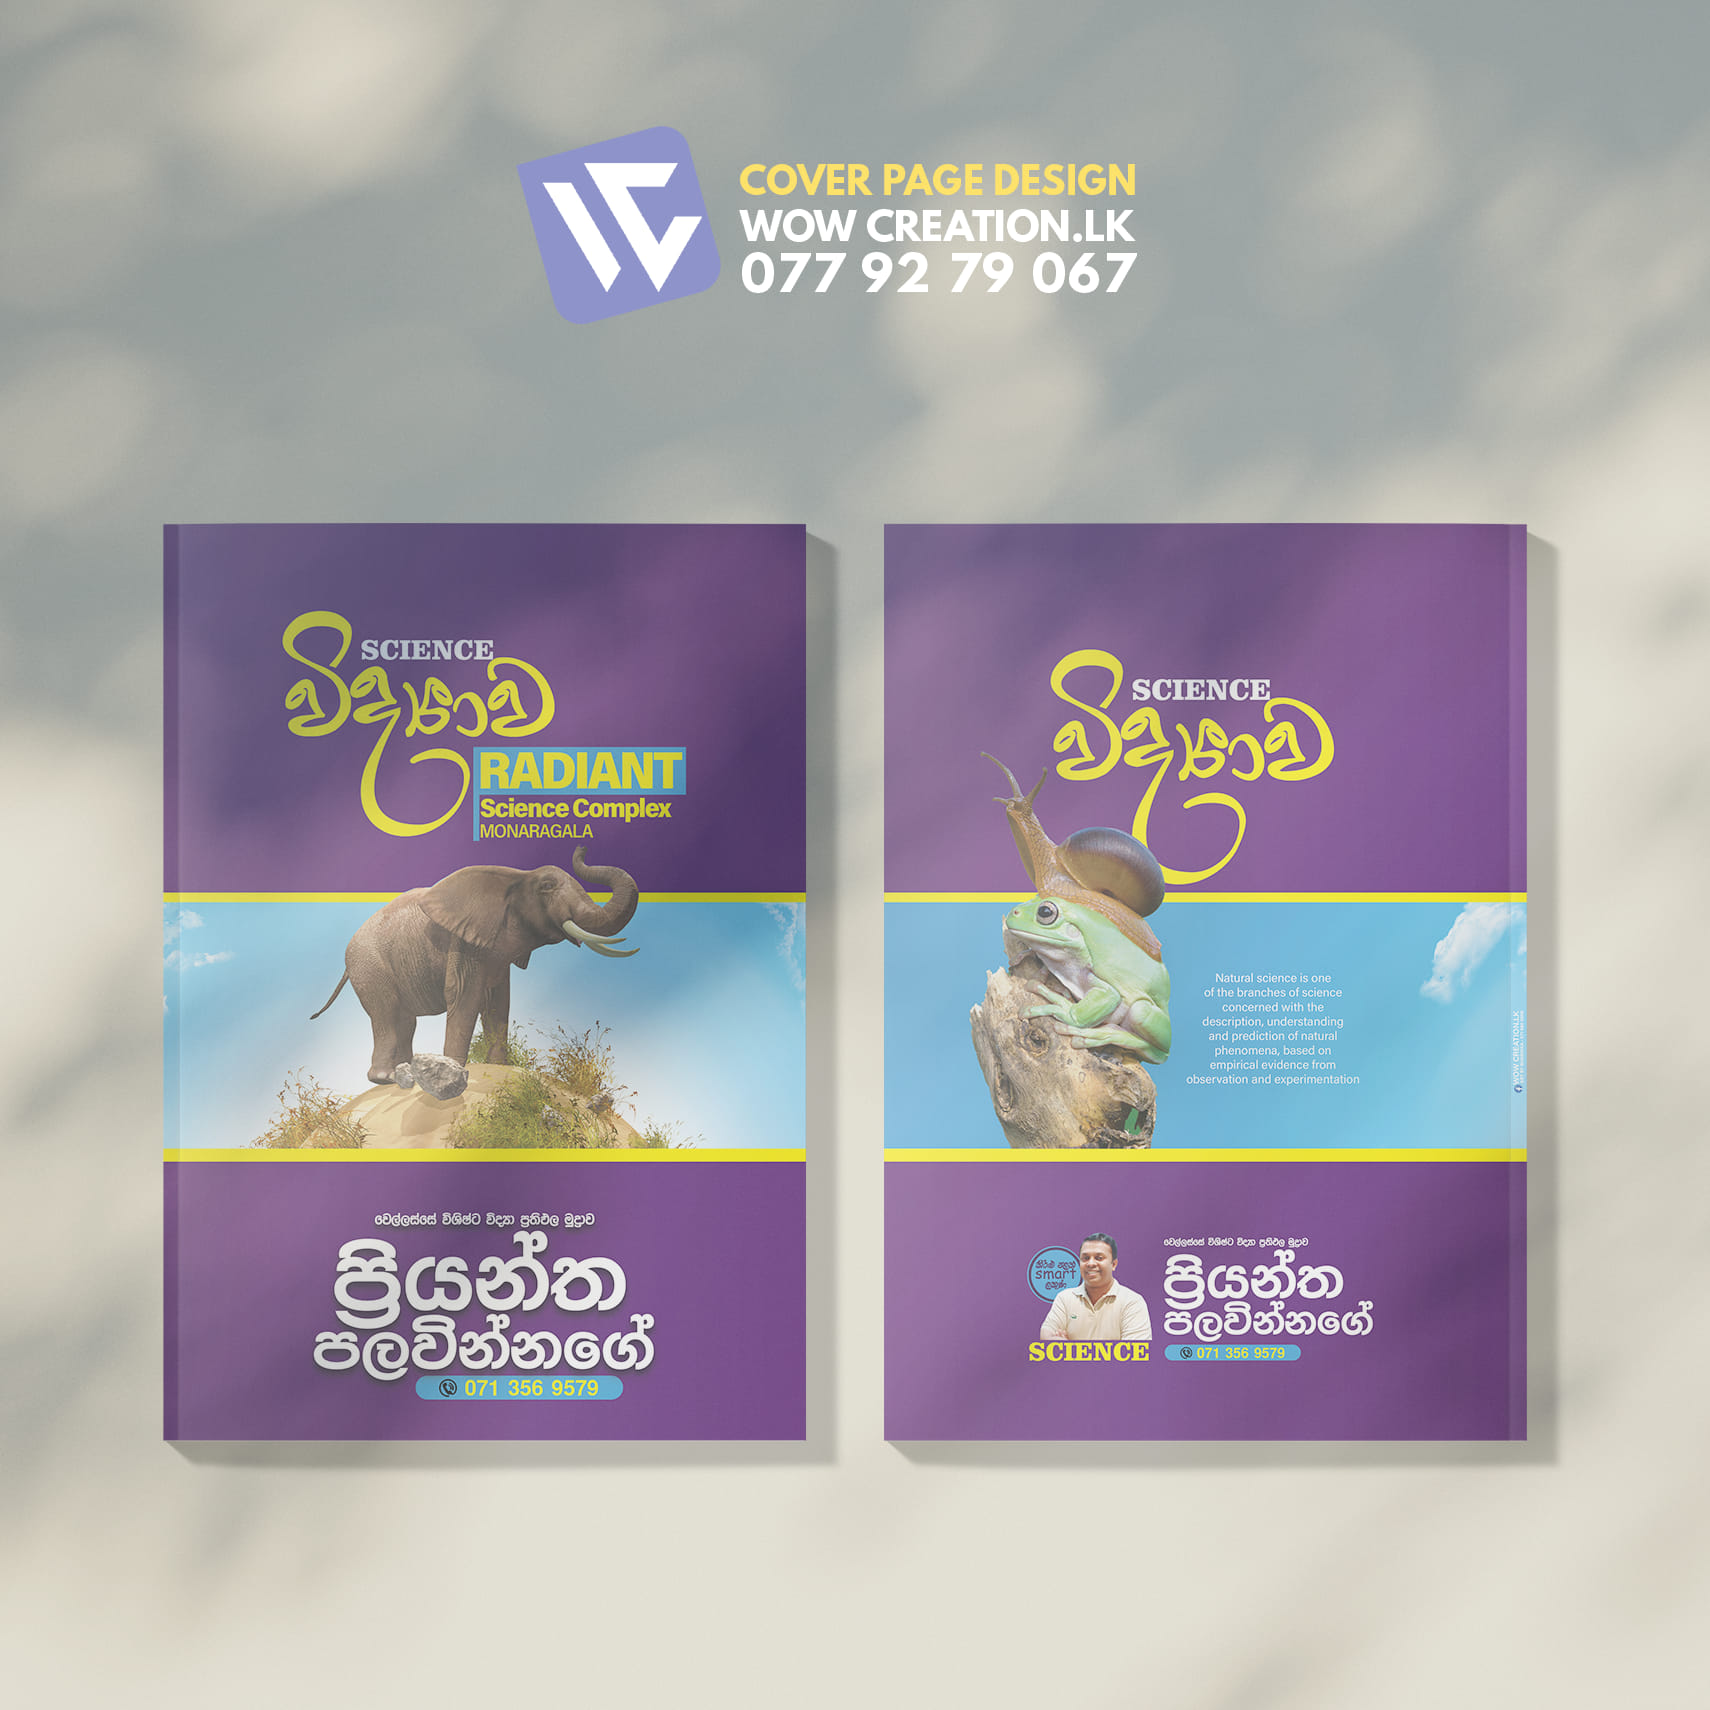 COVER PAGE DESIGN
WOW CREATION.LK
077 92 79 067
SCIENCE
විද්‍යාව
RADIANT
Science Complex
MONARAGALA
වෙල්ලස්සේ විශිෂ්ට විද්‍යා ප්‍රතිඵල මුද්‍රාව
ප්‍රියන්ත
පලවින්නගේ
071 356 9579
SCIENCE
විද්‍යාව
Natural science is one
of the branches of science
concerned with the
description, understanding
and prediction of natural
phenomena, based on
empirical evidence from
observation and experimentation
WOW CREATION.LK
smart
SCIENCE
වෙල්ලස්සේ විශිෂ්ට විද්‍යා ප්‍රතිඵල මුද්‍රාව
ප්‍රියන්ත
පලවින්නගේ
071 356 9579